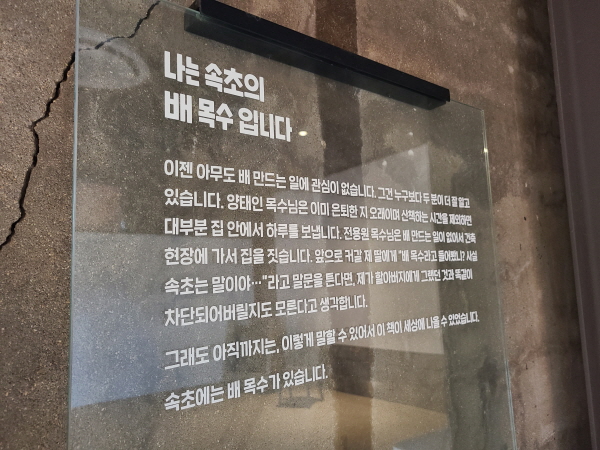 나는 속초의
배 목수 입니다
이젠 아무도 배 만드는 일에 관심이 없습니다. 그건 누구보다 두 분이 더 잘 알고
있습니다. 양태인 목수님은 이미 은퇴한 지 오래이며 산책하는 시간을 제외하면
대부분 집 안에서 하루를 보냅니다. 전용원 목수님은 배 만드는 일이 없어서 건축
현장에 가서 집을 짓습니다. 앞으로 커갈 제 딸에게 "배 목수라고 들어봤니? 사실
속초는 말이야…"라고 말문을 튼다면, 제가 할아버지에게 그랬던 것과 똑같이
차단되어버릴지도 모른다고 생각합니다.
그래도 아직까지는, 이렇게 말할 수 있어서 이 책이 세상에 나올 수 있었습니다.
속초에는 배 목수가 있습니다.